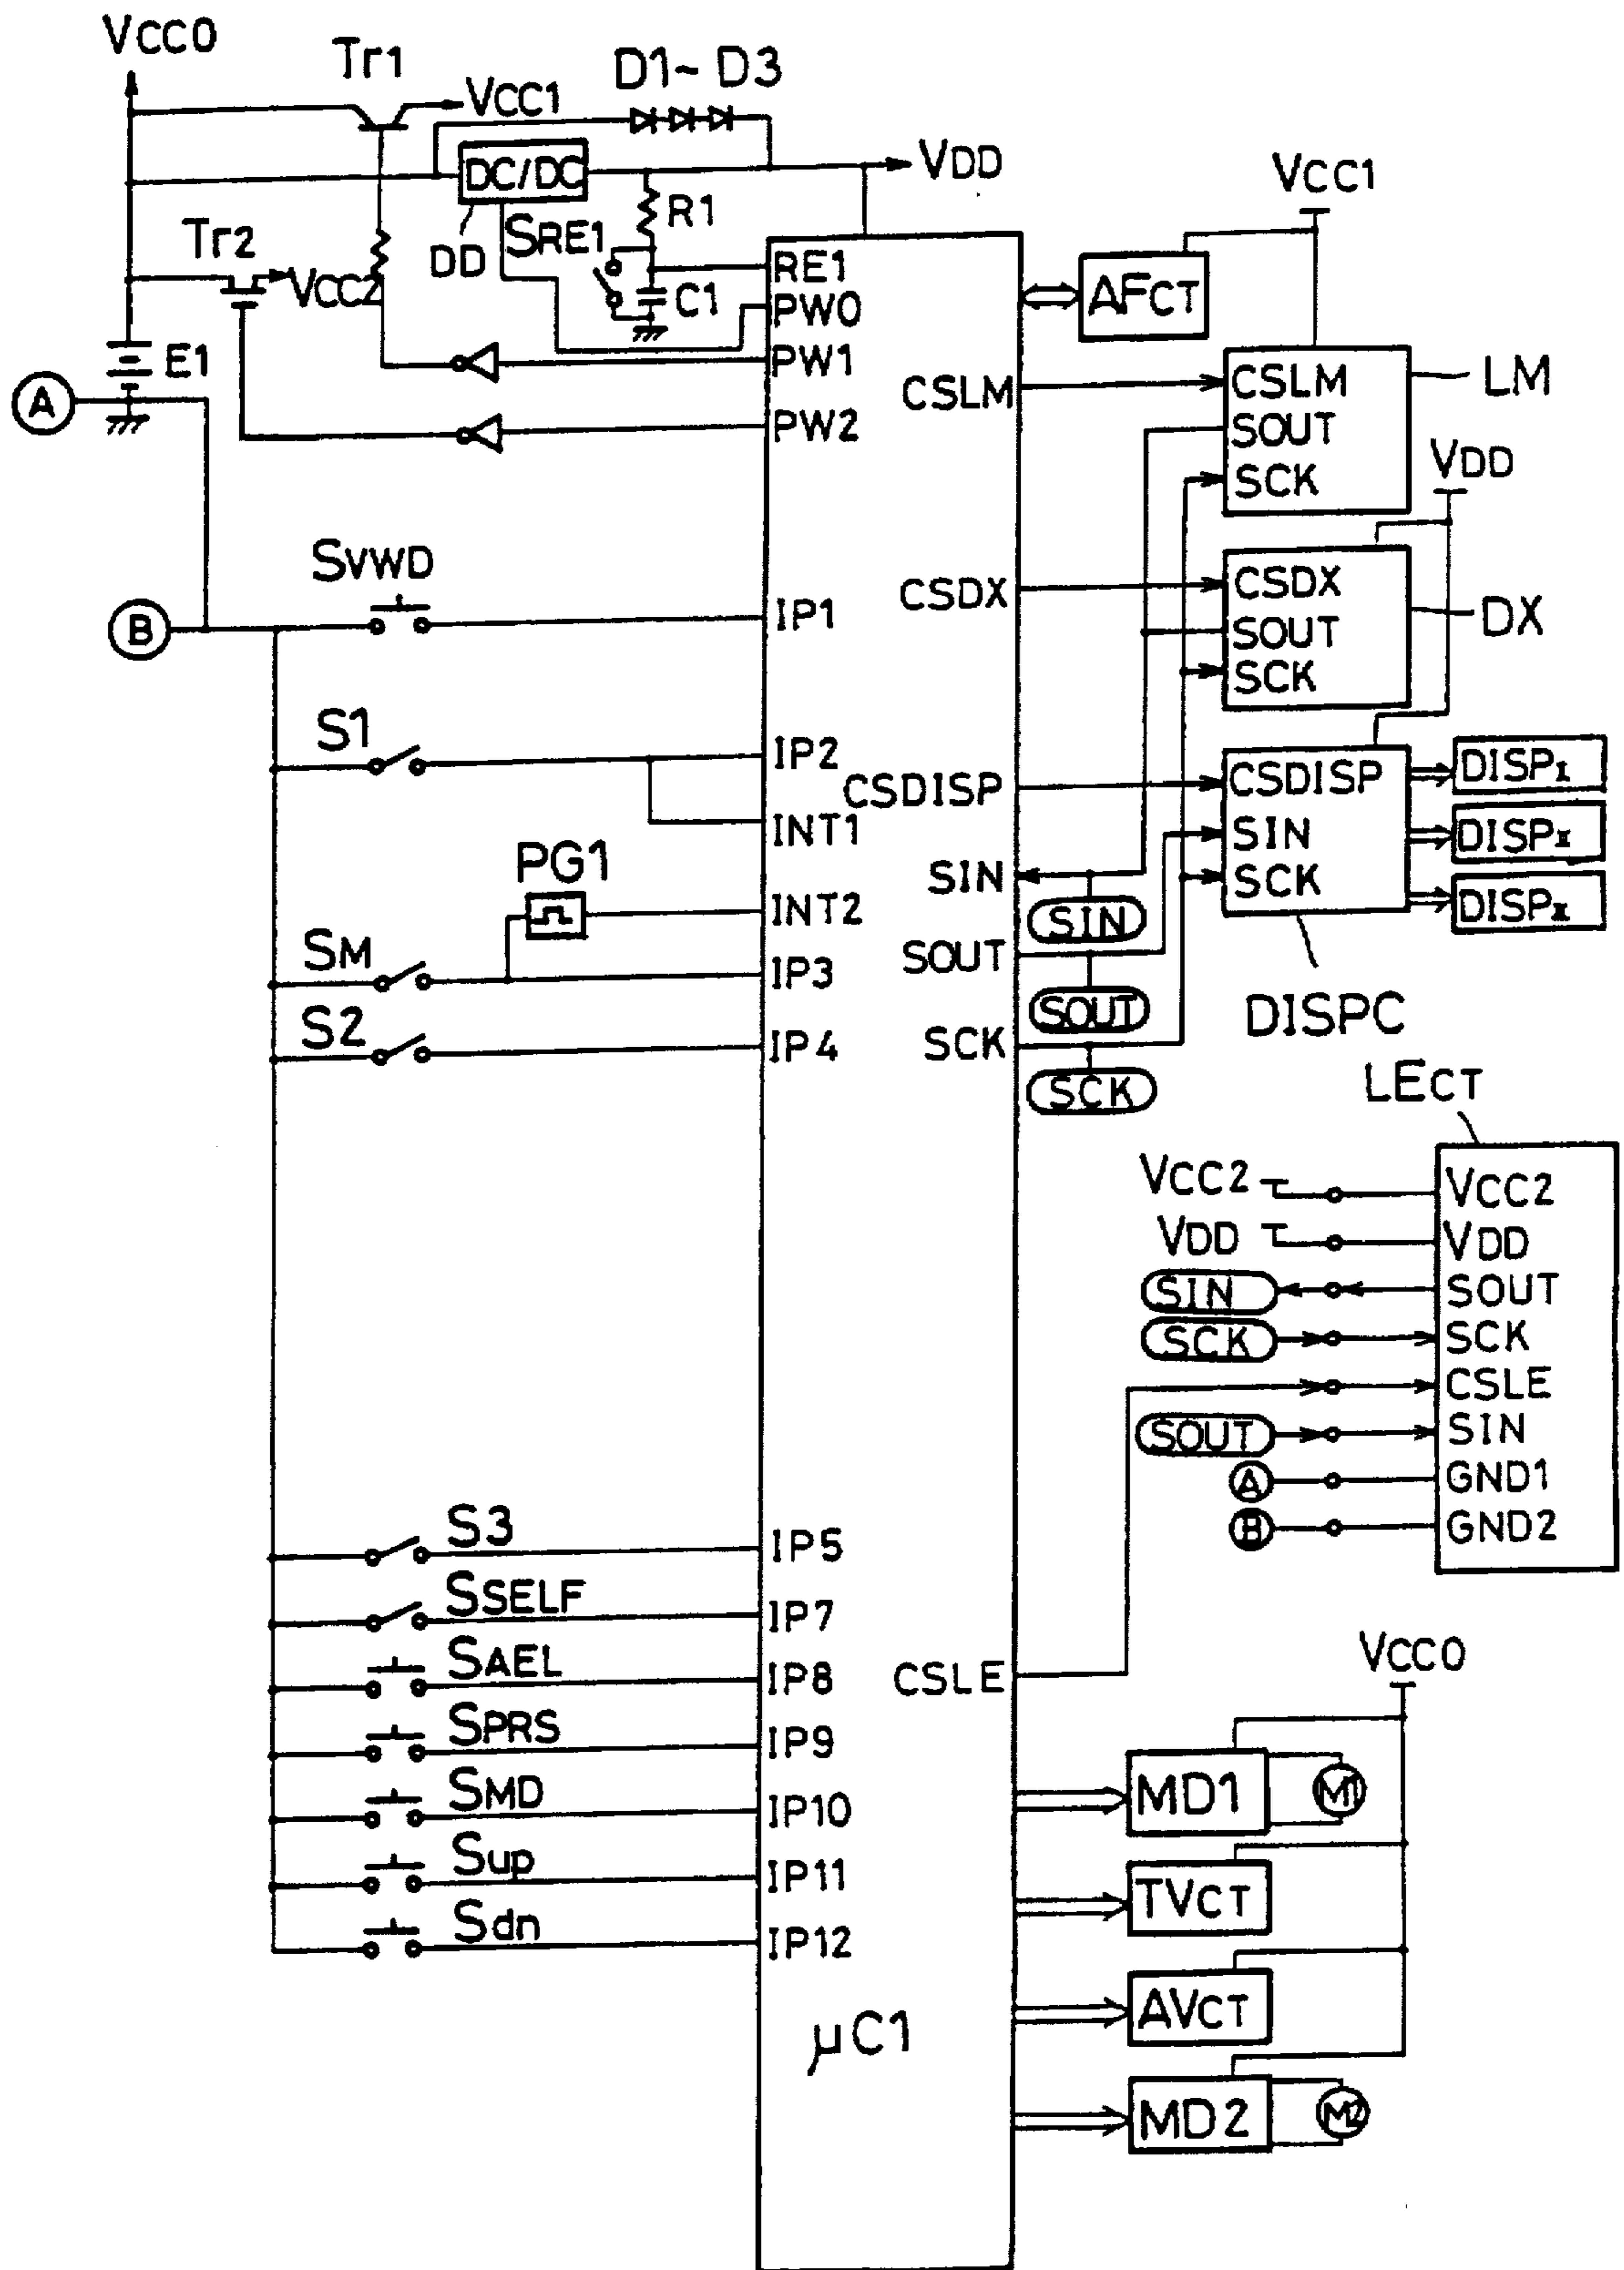 VCC0
Tr1
VCC1
D1~ D3
DC/DC
VDD
VCC1
Tr2
VCC2
DD
SRE1
R1
C1
RE1
PW0
PW1
PW2
AFCT
E1
A
CSLM
CSLM
SOUT
SCK
LM
VDD
SVWD
B
IP1
CSDX
CSDX
SOUT
SCK
DX
S1
IP2
INT1
CSDISP
CSDISP
SIN
SCK
DISPI
DISPII
PG1
INT2
SIN
SIN
SM
IP3
SOUT
SOUT
DISPC
S2
IP4
SCK
SCK
LECT
VCC2
VCC2
VDD
VDD
SIN
SOUT
SCK
SCK
CSLE
SOUT
SIN
A
GND1
B
GND2
S3
IP5
SSELF
IP7
SAEL
IP8
CSLE
VCC0
SPRS
IP9
SMD
IP10
MD1
M1
Sup
IP11
TVCT
Sdn
IP12
AVCT
μC1
MD2
M2